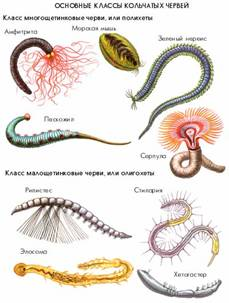 ОСНОВНЫЕ КЛАССЫ КОЛЬЧАТЫХ ЧЕРВЕЙ
Класс многощетинковые черви, или полихеты
Амфитрита
Морская мышь
Зеленый нереис
Пескожил
Серпула
Класс малощетинковые черви, или олигохеты
Рипистес
Стилария
Элосома
Хетогастер